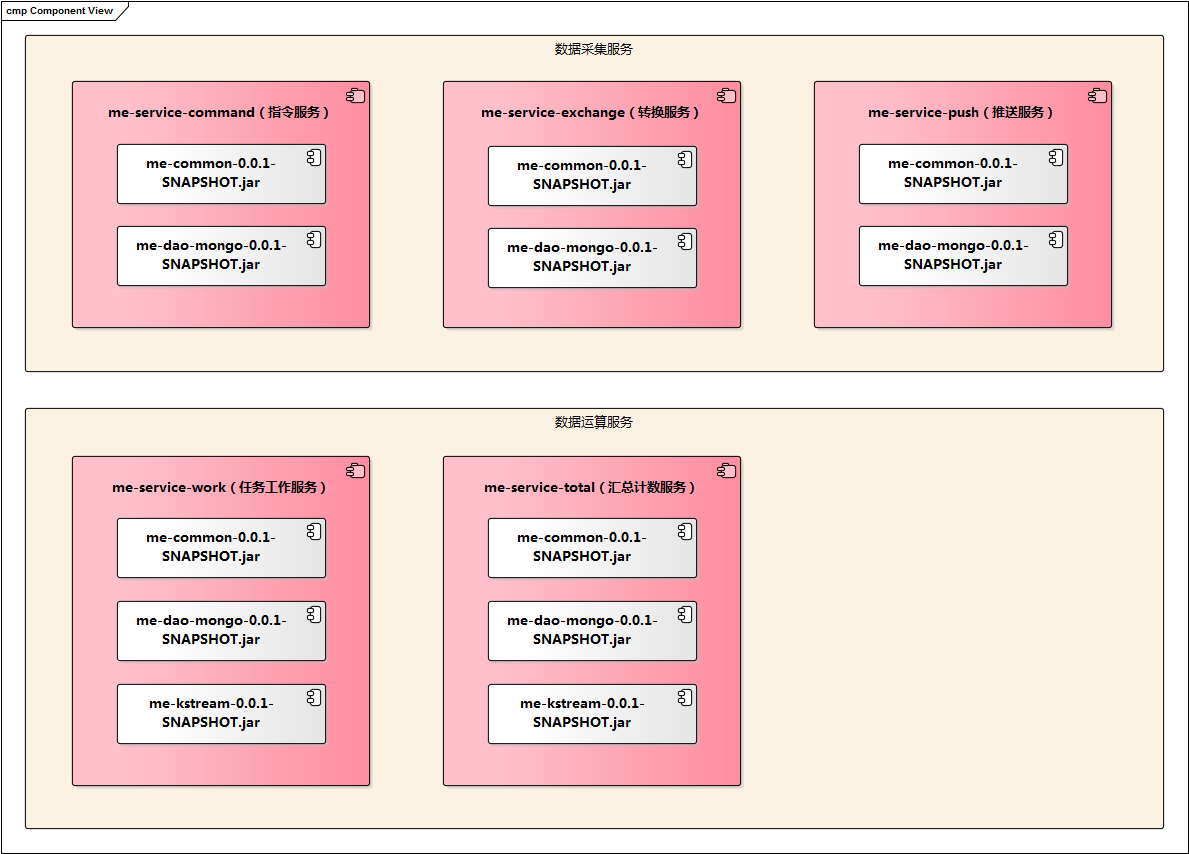 cmp Component View
数据采集服务
me-service-command（指令服务）
me-common-0.0.1-
SNAPSHOT.jar
me-dao-mongo-0.0.1-
SNAPSHOT.jar
me-service-exchange（转换服务）
me-common-0.0.1-
SNAPSHOT.jar
me-dao-mongo-0.0.1-
SNAPSHOT.jar
me-service-push（推送服务）
me-common-0.0.1-
SNAPSHOT.jar
me-dao-mongo-0.0.1-
SNAPSHOT.jar
数据运算服务
me-service-work（任务工作服务）
me-common-0.0.1-
SNAPSHOT.jar
me-dao-mongo-0.0.1-
SNAPSHOT.jar
me-kstream-0.0.1-
SNAPSHOT.jar
me-service-total（汇总计数服务）
me-common-0.0.1-
SNAPSHOT.jar
me-dao-mongo-0.0.1-
SNAPSHOT.jar
me-kstream-0.0.1-
SNAPSHOT.jar